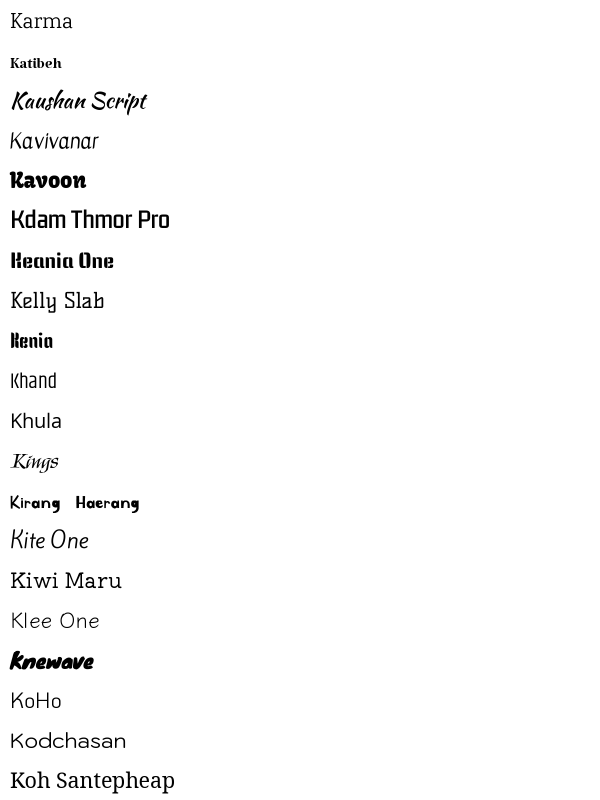 Karma
Katibeh
Kaushan Script
Kavivanar
Kavoon
Kdam Thmor Pro
Keania One
Kelly Slab
Kenia
Khand
Khula
Kings
Kirang Haerang
Kite One
Kiwi Maru
Klee One
Knewave
KoHo
Kodchasan
Koh Santepheap